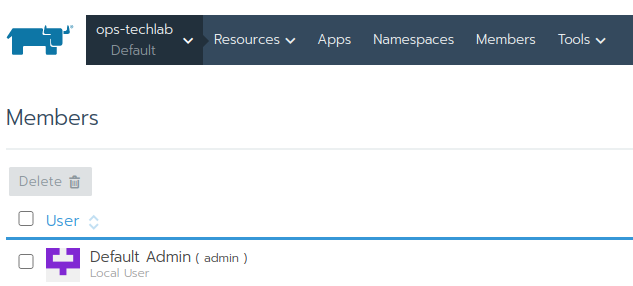 ops-techlab
Default
Resources Apps Namespaces Members Tools
Members
Delete
User
Default Admin ( admin )
Local User